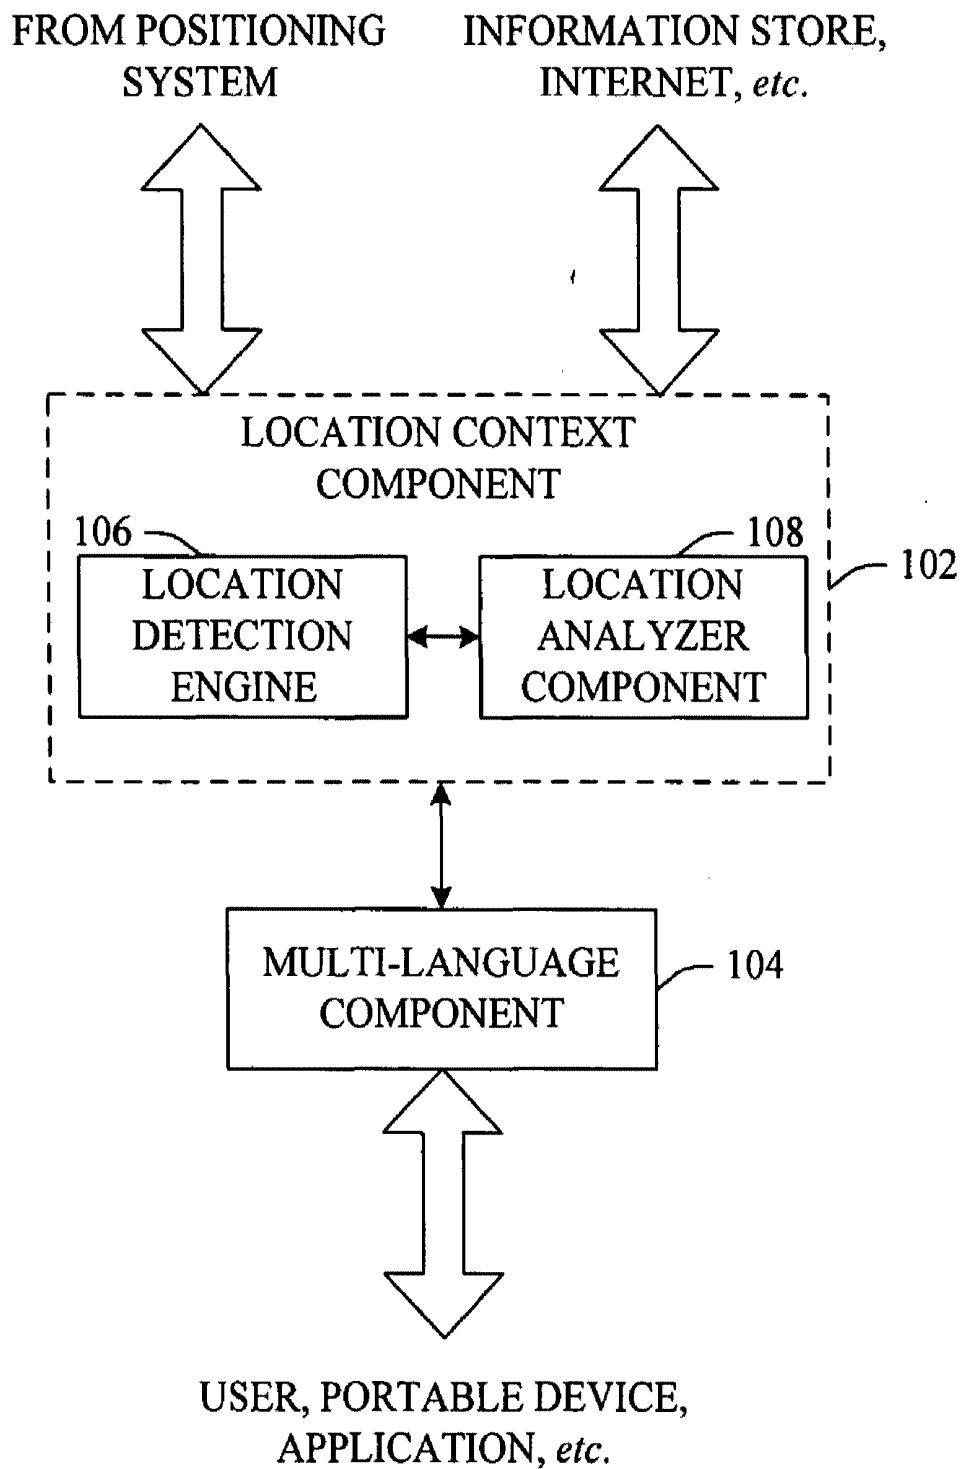 FROM POSITIONING
SYSTEM
INFORMATION STORE,
INTERNET, etc.
LOCATION CONTEXT
COMPONENT
106
108
102
LOCATION
DETECTION
ENGINE
LOCATION
ANALYZER
COMPONENT
MULTI-LANGUAGE
COMPONENT
104
USER, PORTABLE DEVICE,
APPLICATION, etc.